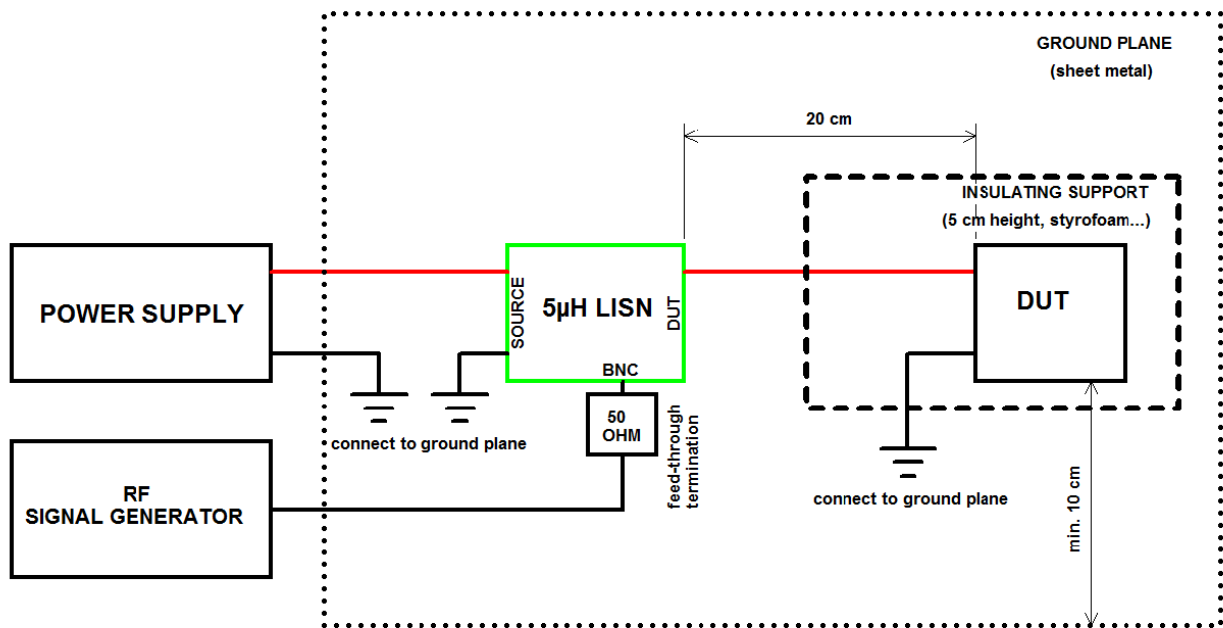 GROUND PLANE
(sheet metal)
20 cm
INSULATING SUPPORT
(5 cm height, styrofoam...)
POWER SUPPLY
SOURCE
5µH LISN
DUT
BNC
DUT
50
OHM
feed-through
termination
connect to ground plane
RF
SIGNAL GENERATOR
connect to ground plane
min. 10 cm